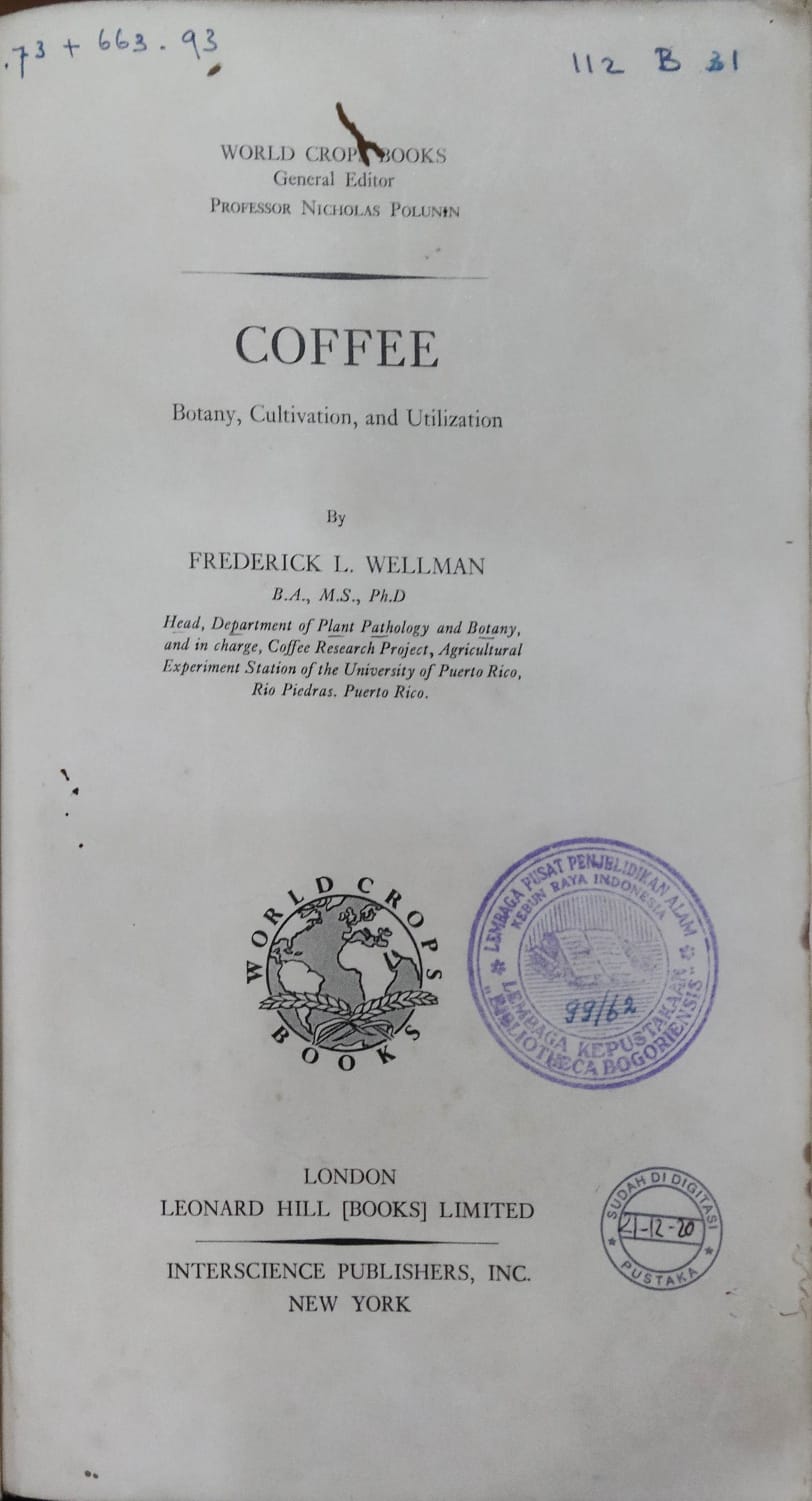 .73 + 663.93
112 B 31
WORLD CROPS BOOKS
General Editor
PROFESSOR NICHOLAS POLUNIN
COFFEE
Botany, Cultivation, and Utilization
By
FREDERICK L. WELLMAN
B.A., M.S., Ph.D
Head, Department of Plant Pathology and Botany,
and in charge, Coffee Research Project, Agricultural
Experiment Station of the University of Puerto Rico,
Rio Piedras. Puerto Rico.
WORLD CROPS
BOOKS
LEMBAGA PUSAT PENJELIDIKAN ALAM
KEBUN RAYA INDONESIA
99/62
LEMBAGA KEPUSTAKAAN
"BIBLIOTHECA BOGORIENSIS"
LONDON
LEONARD HILL [BOOKS] LIMITED
SUDAH DI DIGITASI
21-12-20
PUSTAKA
INTERSCIENCE PUBLISHERS, INC.
NEW YORK